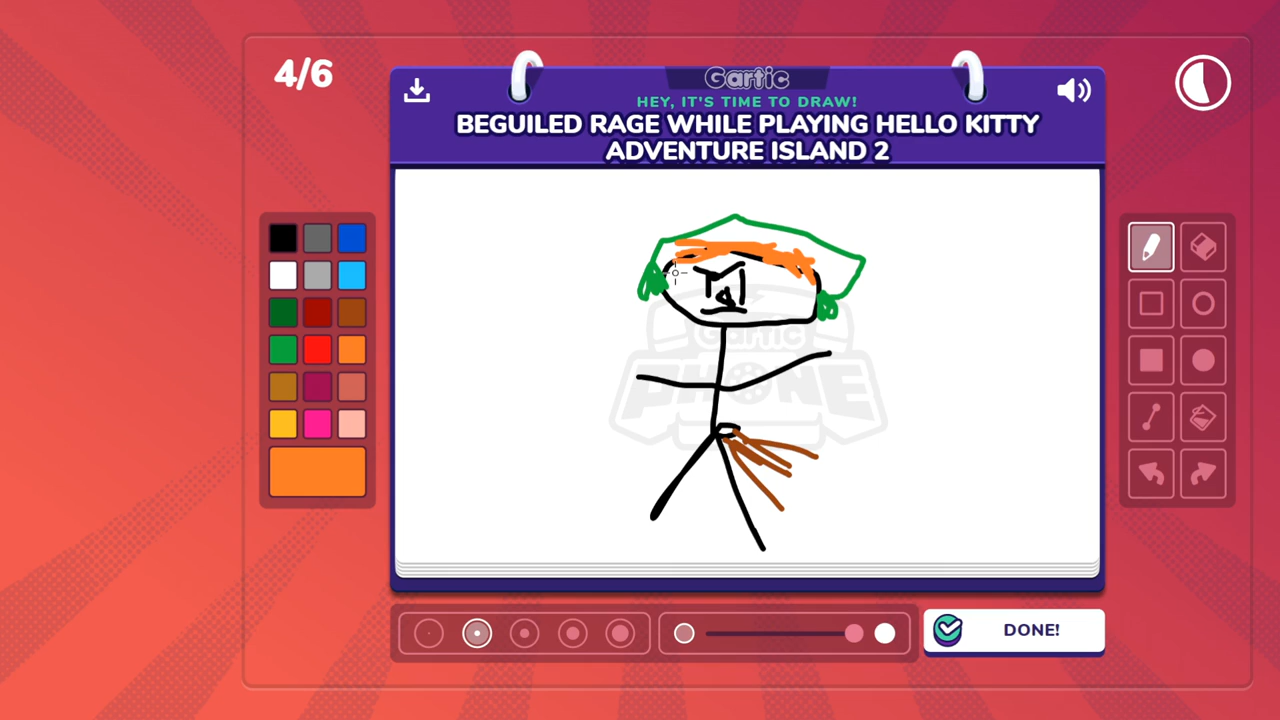 4/6
Gartic
HEY, IT'S TIME TO DRAW!
BEGUILED RAGE WHILE PLAYING HELLO KITTY
ADVENTURE ISLAND 2
Gartic
PHONE
DONE!